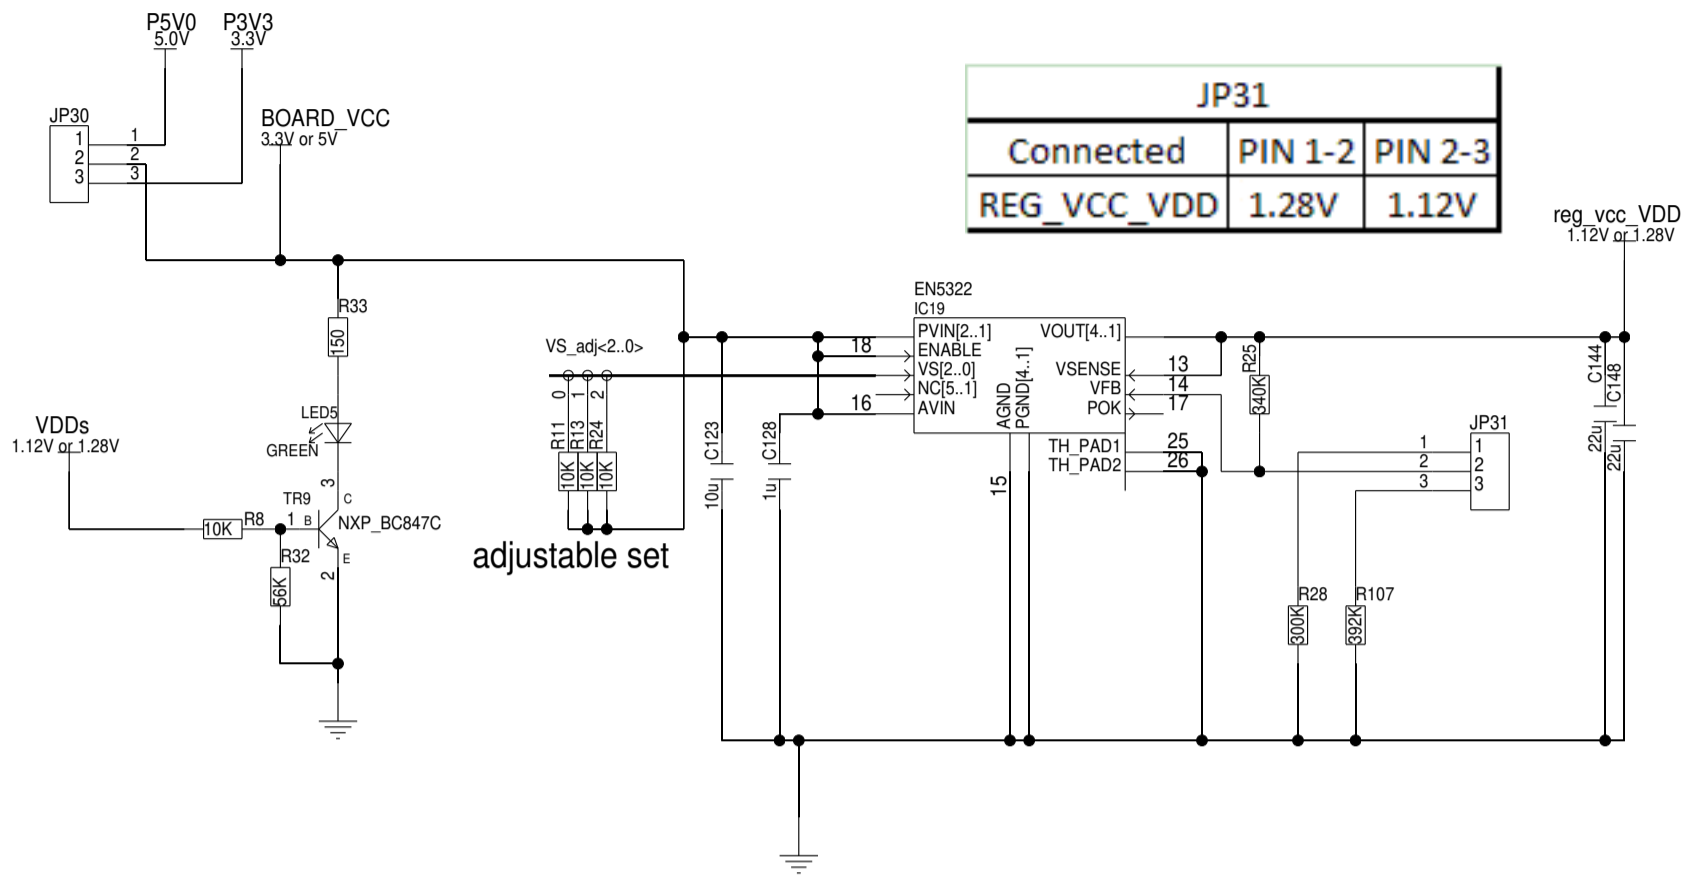 P5V0
5.0V
P3V3
3.3V
JP30
1
2
3
1
2
3
BOARD_VCC
3.3V or 5V
JP31
Connected
PIN 1-2
PIN 2-3
REG_VCC_VDD
1.28V
1.12V
reg_vcc_VDD
1.12V or 1.28V
R33
150
LED5
GREEN
VDDs
1.12V or 1.28V
10K
R8
TR9
3
C
1
B
NXP_BC847C
E
2
R32
56K
VS_adj<2..0>
0
1
2
R11
R13
R24
10K
10K
10K
adjustable set
C123
10u
C128
1u
EN5322
IC19
PVIN[2..1]
18
ENABLE
VS[2..0]
NC[5..1]
16
AVIN
AGND
PGND[4..1]
15
VOUT[4..1]
VSENSE
13
VFB
14
POK
17
TH_PAD1
25
TH_PAD2
26
R25
340K
JP31
1
2
3
1
2
3
R28
300K
R107
392K
C144
22u
C148
22u